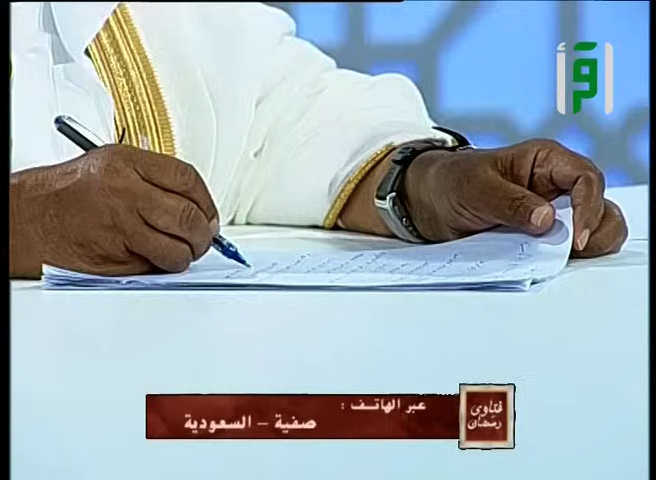 اقرأ
عبر الهاتف :
صفية - السعودية
فتاوى
رمضان